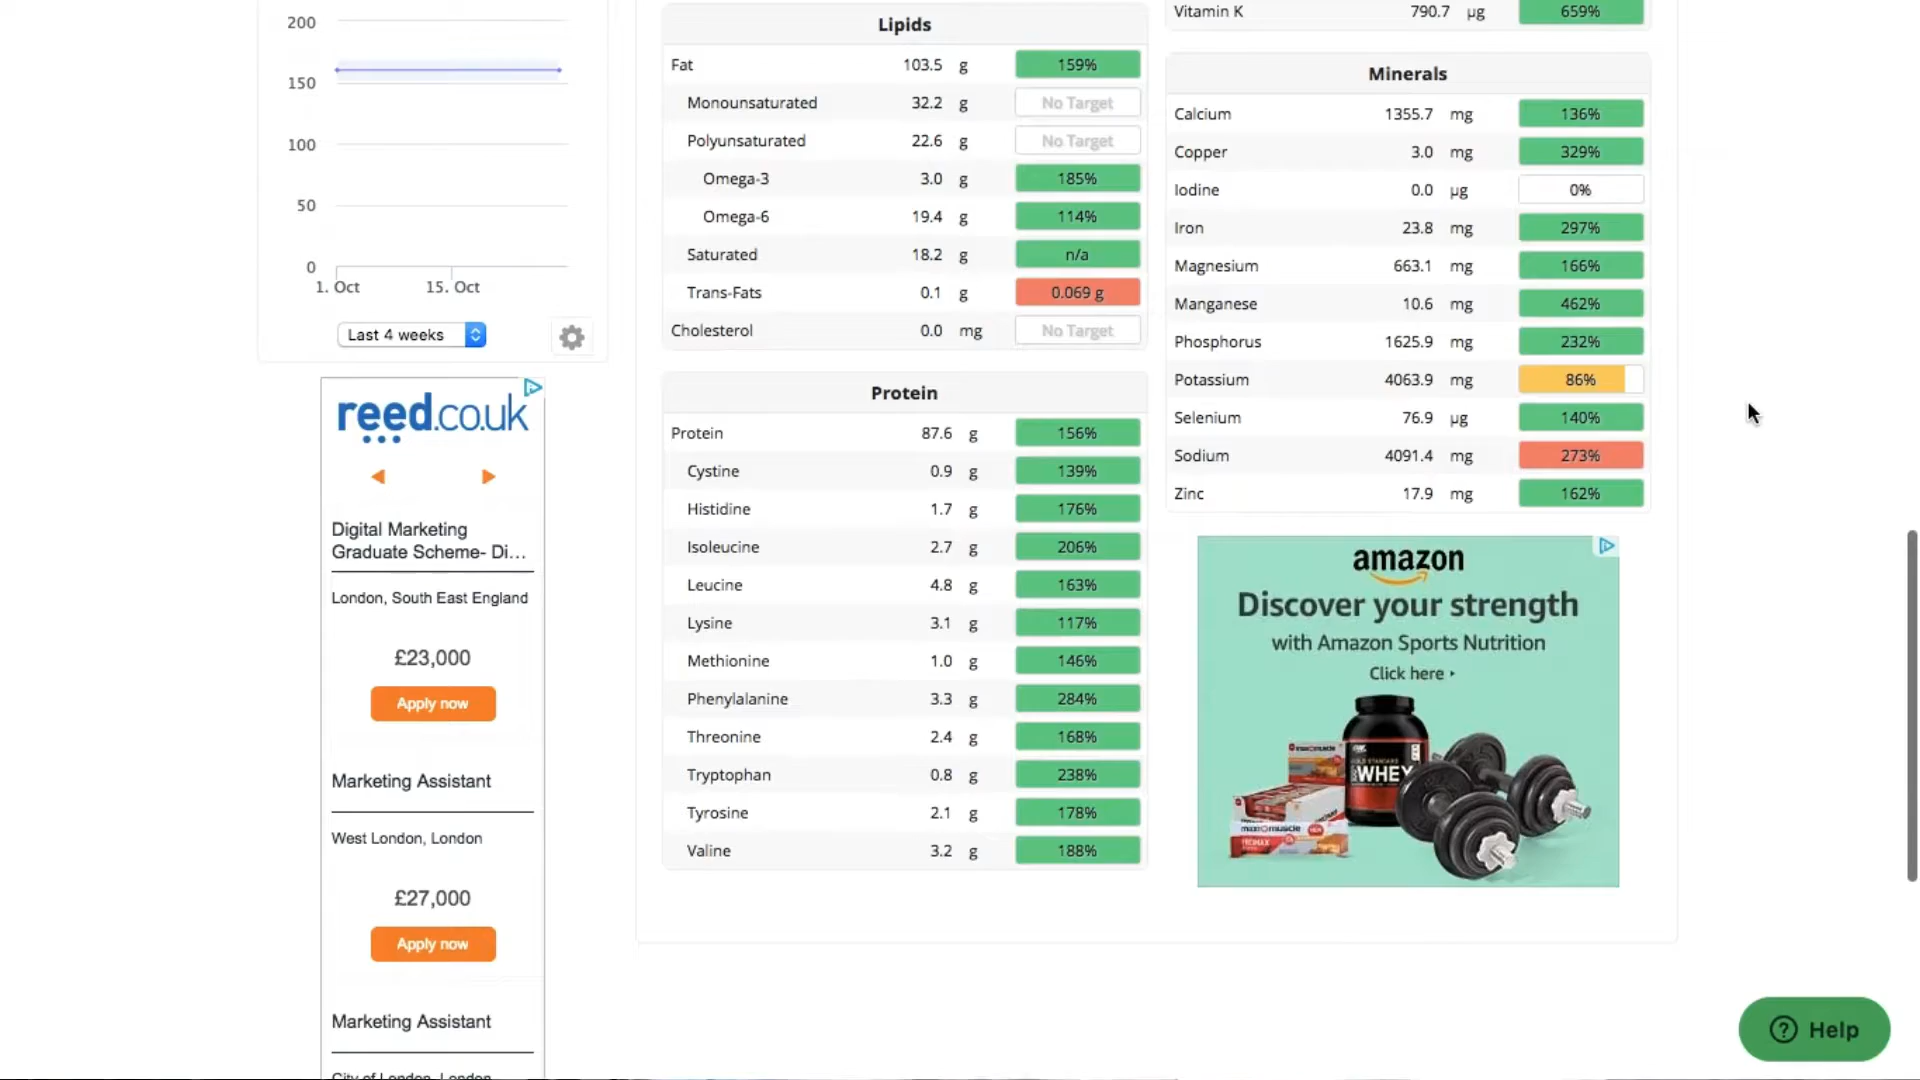 200
150
100
50
0
1. Oct 15. Oct
Last 4 weeks
reed.co.uk
Digital Marketing
Graduate Scheme- Di...
London, South East England
£23,000
Apply now
Marketing Assistant
West London, London
£27,000
Apply now
Marketing Assistant
City of London, London
Lipids
Fat 103.5 g 159%
Monounsaturated 32.2 g No Target
Polyunsaturated 22.6 g No Target
Omega-3 3.0 g 185%
Omega-6 19.4 g 114%
Saturated 18.2 g n/a
Trans-Fats 0.1 g 0.069 g
Cholesterol 0.0 mg No Target
Protein
Protein 87.6 g 156%
Cystine 0.9 g 139%
Histidine 1.7 g 176%
Isoleucine 2.7 g 206%
Leucine 4.8 g 163%
Lysine 3.1 g 117%
Methionine 1.0 g 146%
Phenylalanine 3.3 g 284%
Threonine 2.4 g 168%
Tryptophan 0.8 g 238%
Tyrosine 2.1 g 178%
Valine 3.2 g 188%
Vitamin K 790.7 µg 659%
Minerals
Calcium 1355.7 mg 136%
Copper 3.0 mg 329%
Iodine 0.0 µg 0%
Iron 23.8 mg 297%
Magnesium 663.1 mg 166%
Manganese 10.6 mg 462%
Phosphorus 1625.9 mg 232%
Potassium 4063.9 mg 86%
Selenium 76.9 µg 140%
Sodium 4091.4 mg 273%
Zinc 17.9 mg 162%
amazon
Discover your strength
with Amazon Sports Nutrition
Click here
GOLD STANDARD
WHEY
? Help